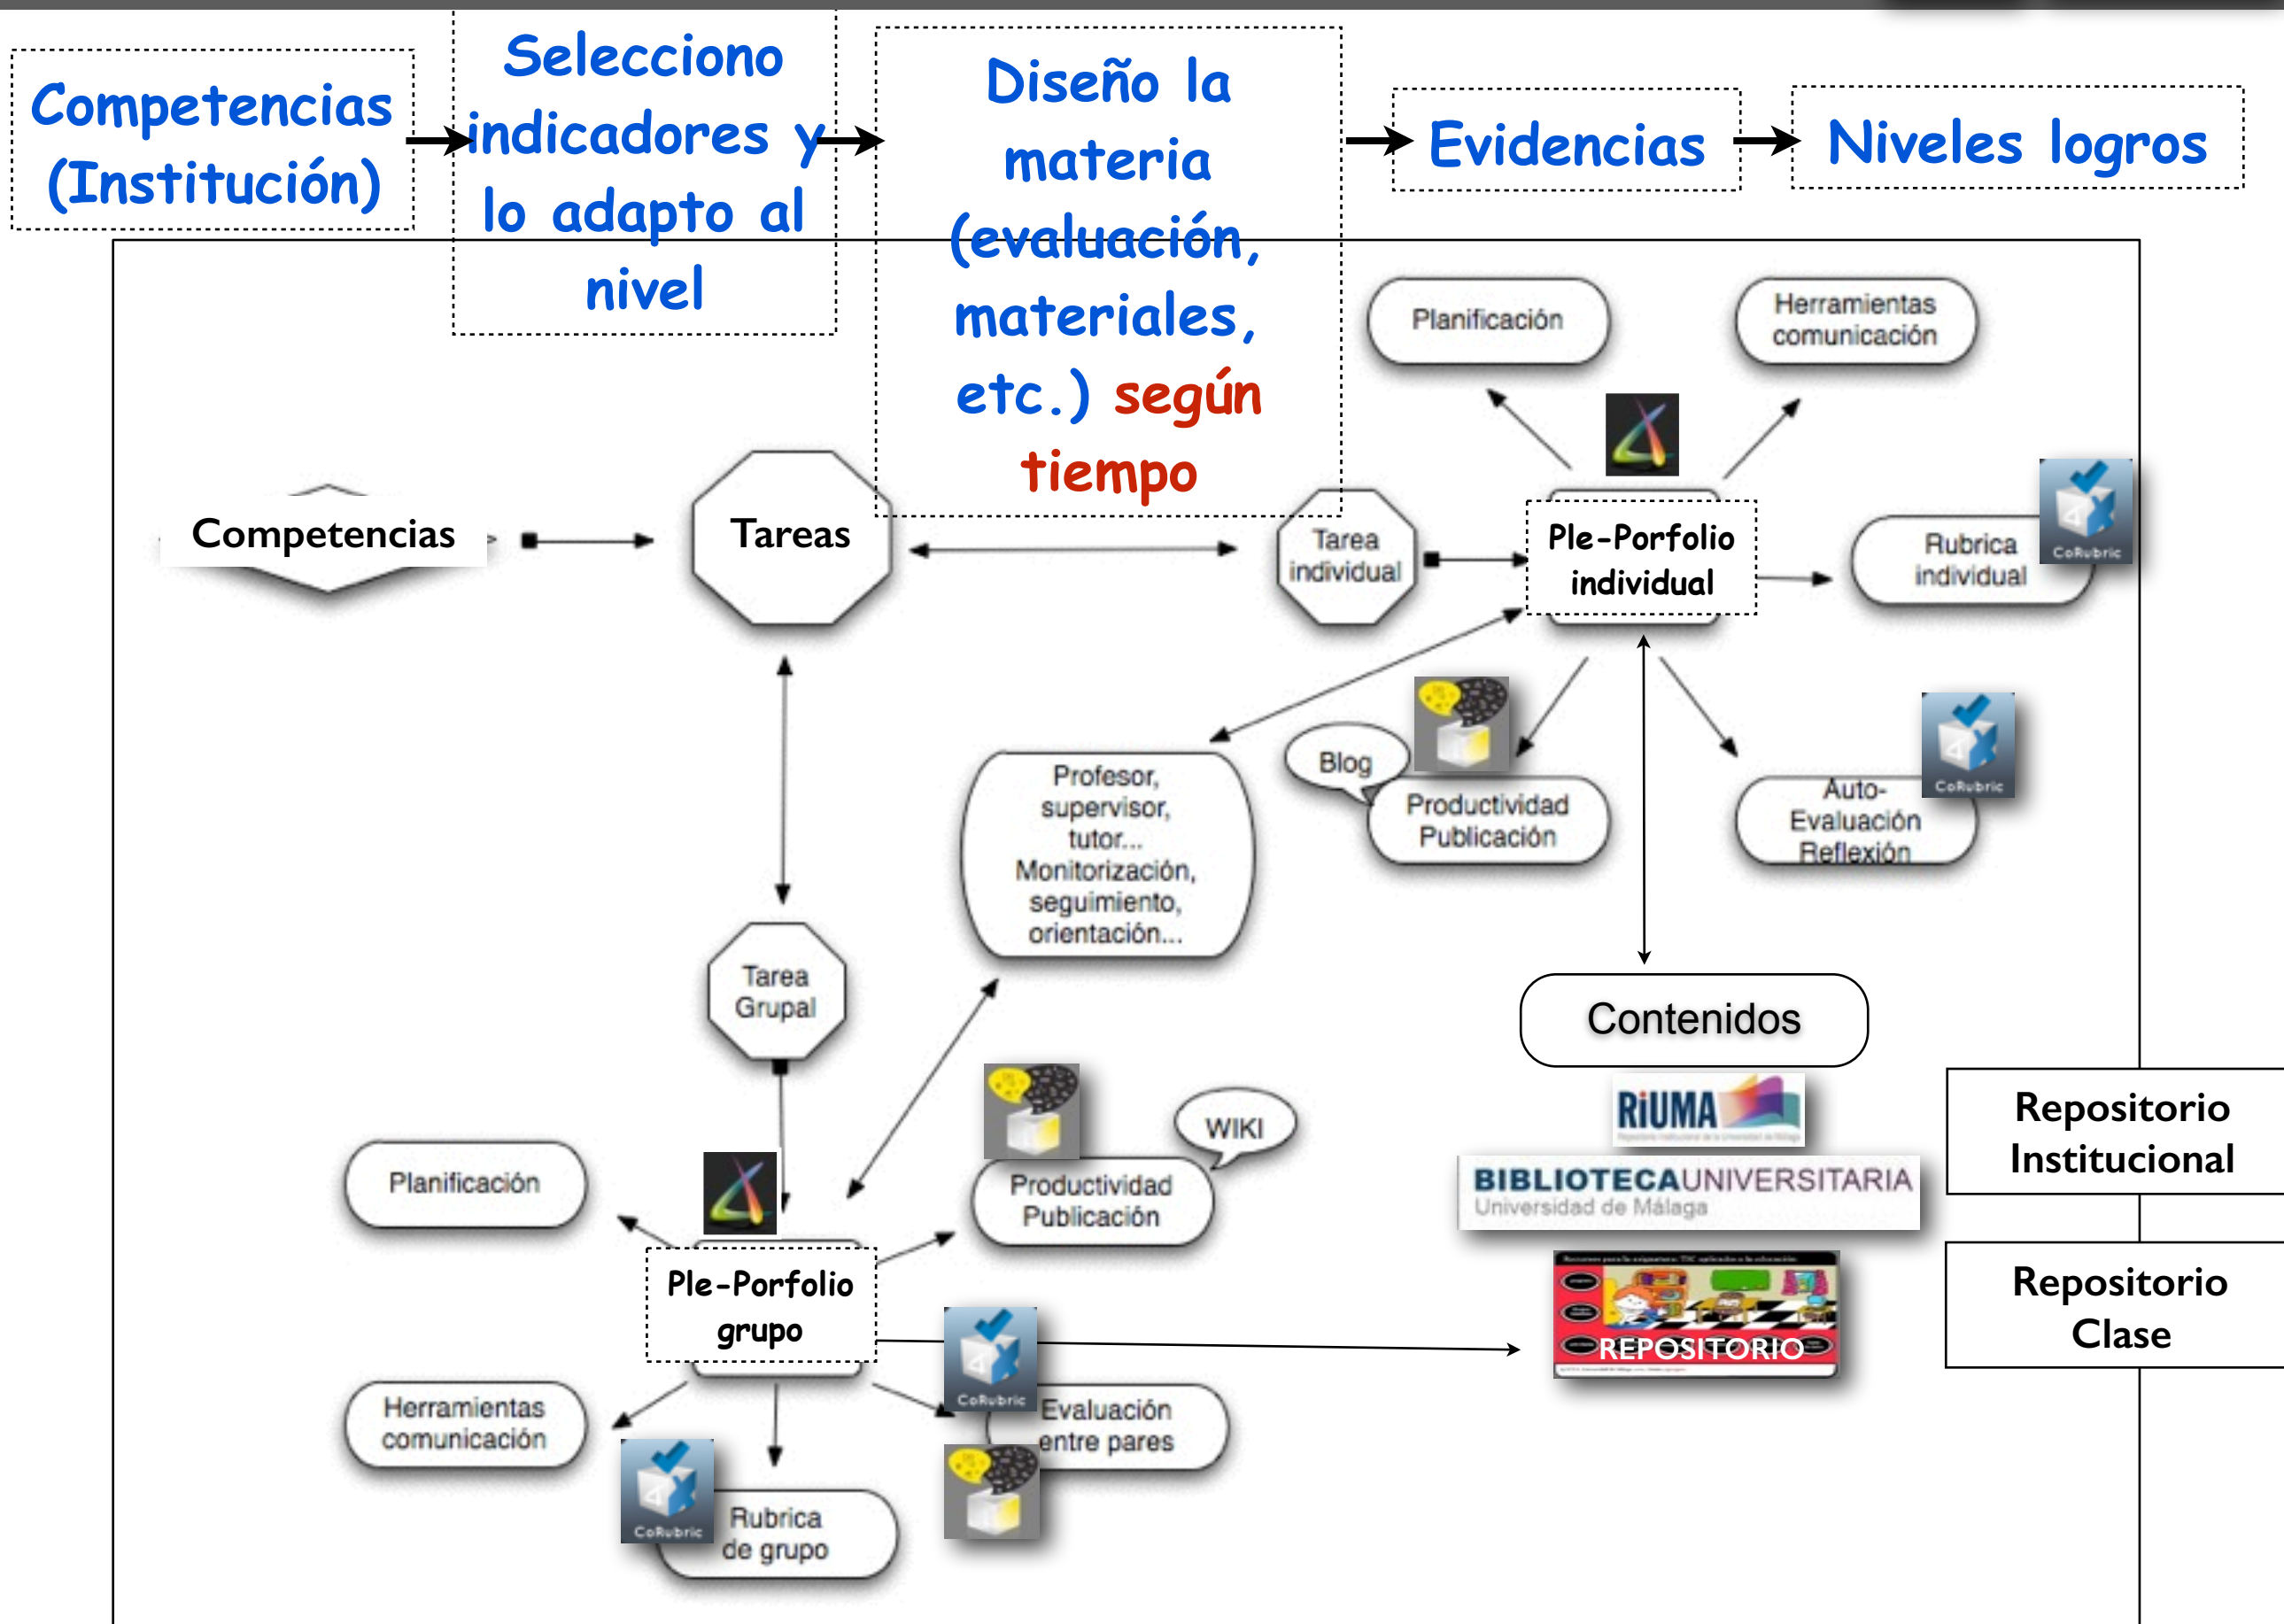 Competencias
(Institución)
Selecciono
indicadores y
lo adapto al
nivel
Diseño la
materia
(evaluación,
materiales,
etc.) según
tiempo
Evidencias
Niveles logros
Planificación
Herramientas
comunicación
Competencias
Tareas
Tarea
individual
Ple-Porfolio
individual
Rubrica
individual
CoRubric
Profesor,
supervisor,
tutor...
Monitorización,
seguimiento,
orientación...
Blog
Productividad
Publicación
Auto-
Evaluación
Reflexión
CoRubric
Tarea
Grupal
Contenidos
RiUMA
BIBLIOTECAUNIVERSITARIA
Universidad de Málaga
Repositorio
Institucional
REPOSITORIO
Repositorio
Clase
Planificación
WIKI
Productividad
Publicación
Ple-Porfolio
grupo
Herramientas
comunicación
CoRubric
Evaluación
entre pares
CoRubric
Rubrica
de grupo